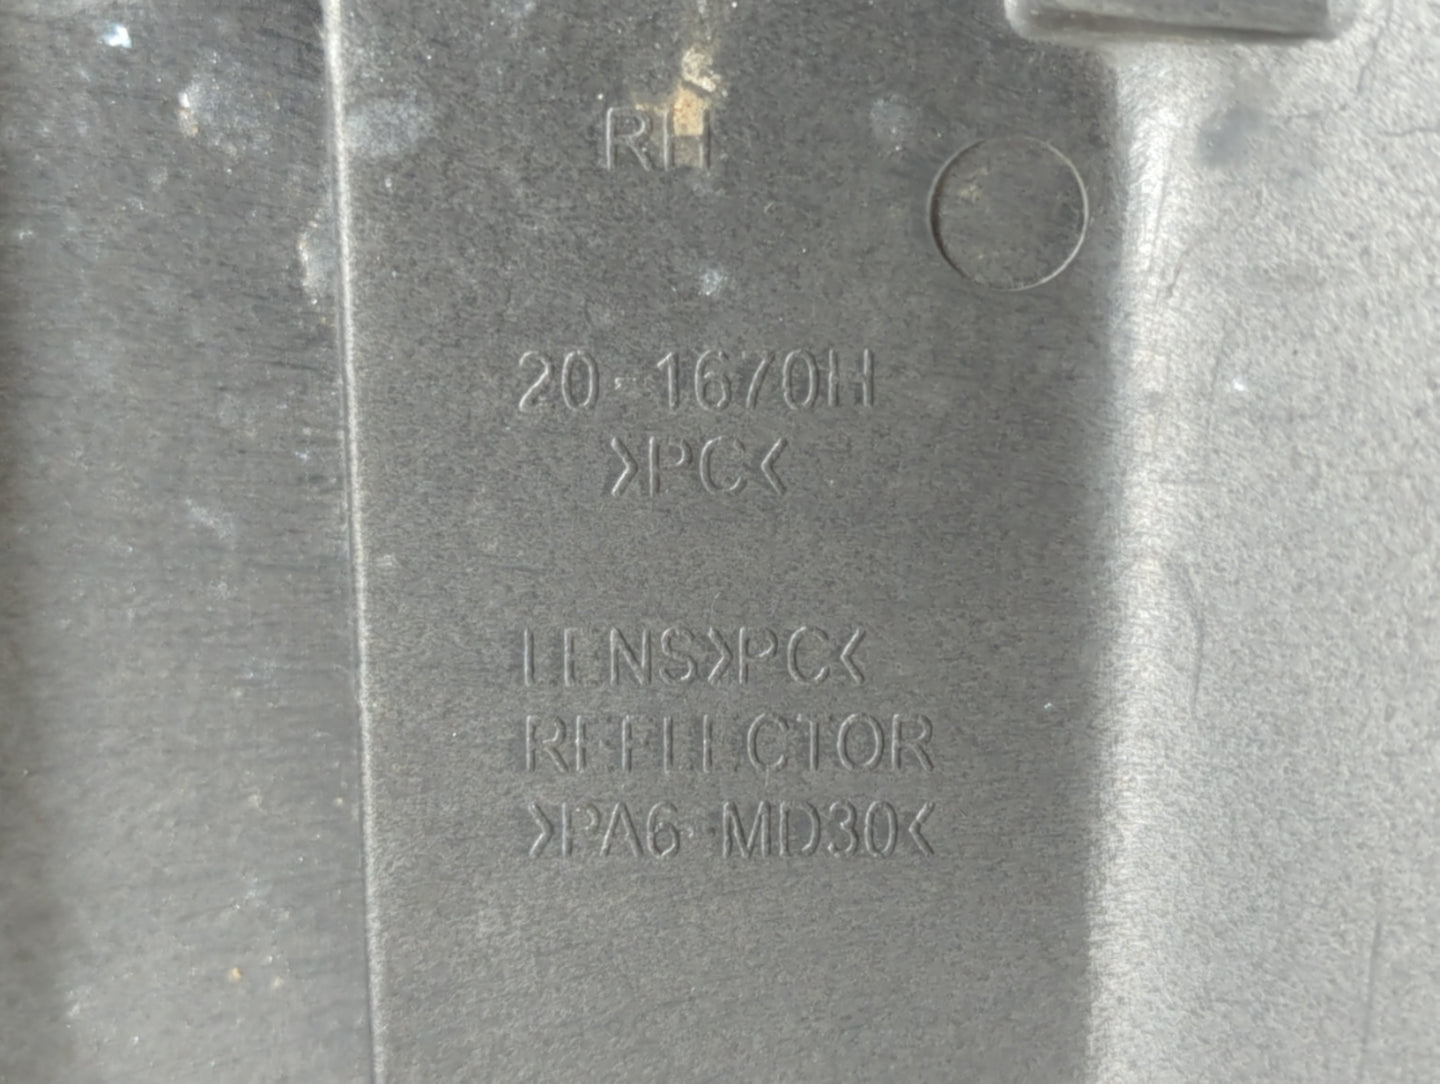 RH
20-1670H
>PC<
LENS>PC<
REFLECTOR
>PA6-MD30<